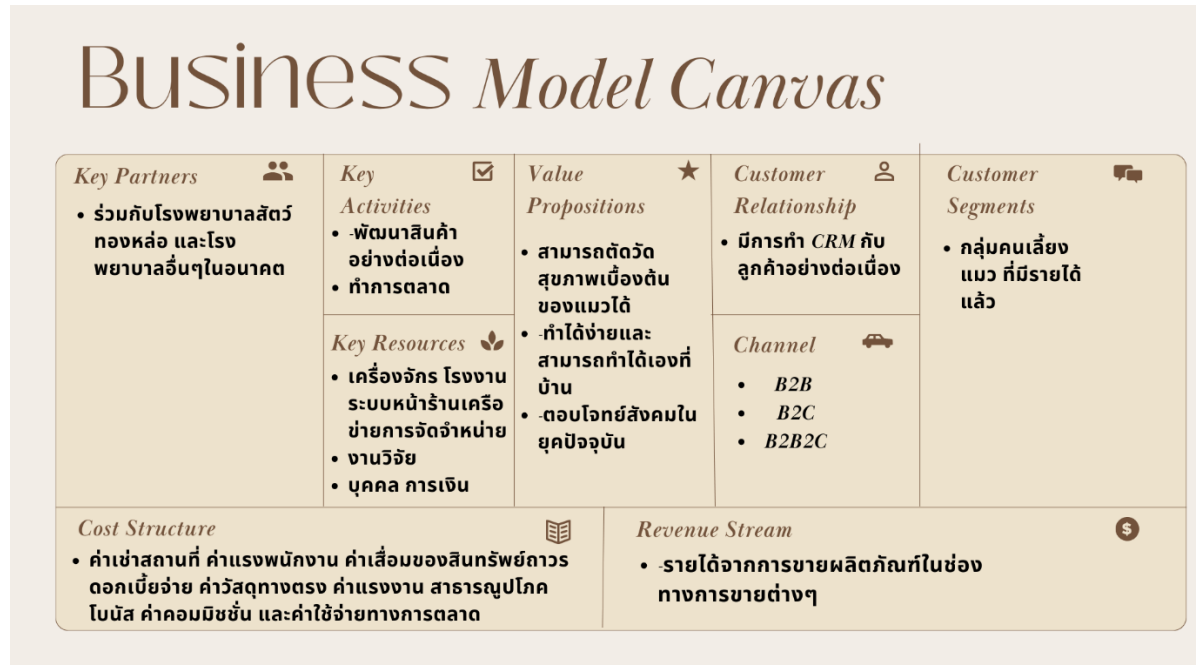 Business Model Canvas
Key Partners
• ร่วมกับโรงพยาบาลสัตว์
ทองหล่อ และโรง
พยาบาลอื่นๆในอนาคต
Key
Activities
• -พัฒนาสินค้า
อย่างต่อเนื่อง
• ทำการตลาด
Key Resources
• เครื่องจักร โรงงาน
ระบบหน้าร้านเครือ
ข่ายการจัดจำหน่าย
• งานวิจัย
• บุคคล การเงิน
Value
Propositions
• สามารถตัดวัด
สุขภาพเบื้องต้น
ของแมวได้
• -ทำได้ง่ายและ
สามารถทำได้เองที่
บ้าน
• -ตอบโจทย์สังคมใน
ยุคปัจจุบัน
Customer
Relationship
• มีการทำ CRM กับ
ลูกค้าอย่างต่อเนื่อง
Channel
• B2B
• B2C
• B2B2C
Customer
Segments
• กลุ่มคนเลี้ยง
แมว ที่มีรายได้
แล้ว
Cost Structure
• ค่าเช่าสถานที่ ค่าแรงพนักงาน ค่าเสื่อมของสินทรัพย์ถาวร
ดอกเบี้ยจ่าย ค่าวัสดุทางตรง ค่าแรงงาน สาธารณูปโภค
โบนัส ค่าคอมมิชชั่น และค่าใช้จ่ายทางการตลาด
Revenue Stream
$
• -รายได้จากการขายผลิตภัณฑ์ในช่อง
ทางการขายต่างๆ